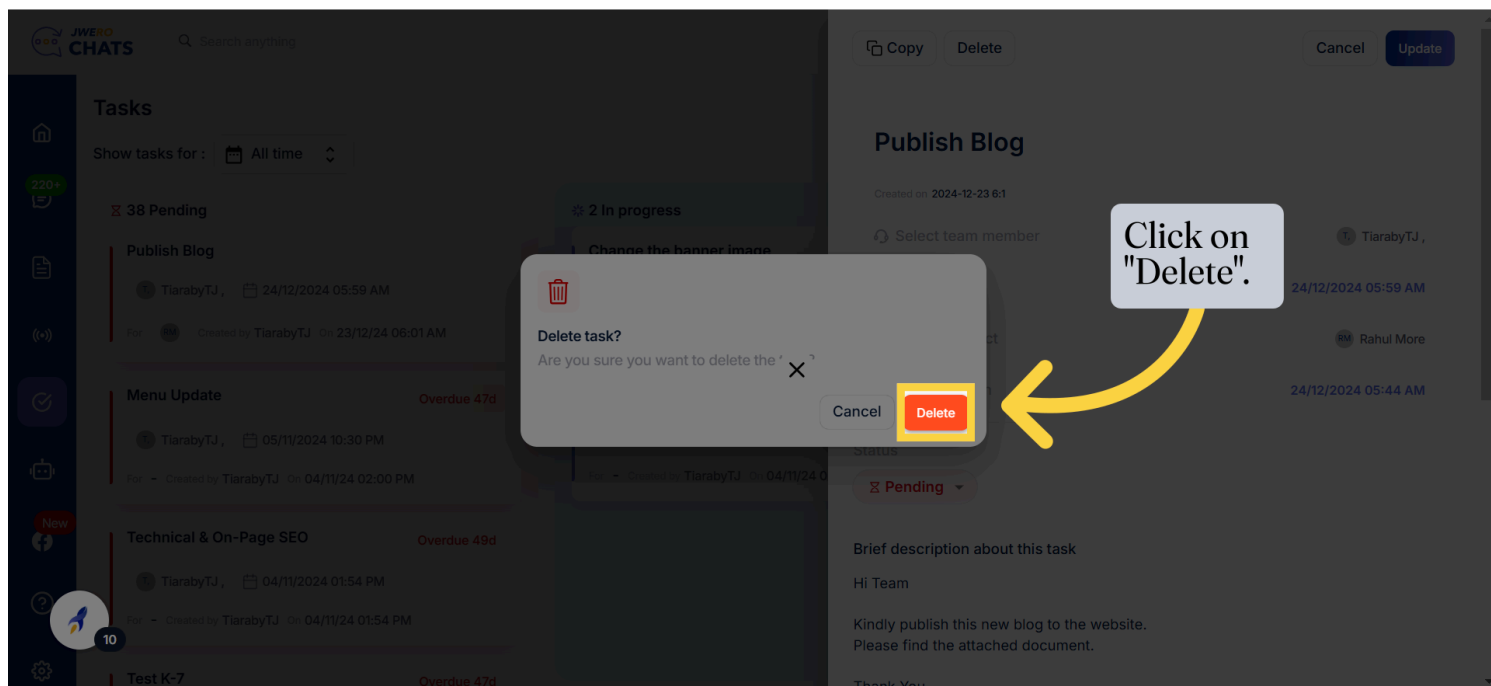 JWERO
CHATS
Search anything
Copy
Delete
Cancel
Update
Tasks
Show tasks for :
All time
220+
38 Pending
Publish Blog
TiarabyTJ ,
24/12/2024 05:59 AM
For
RM
Created by TiarabyTJ On 23/12/24 06:01 AM
Menu Update
Overdue 47d
TiarabyTJ ,
05/11/2024 10:30 PM
For - Created by TiarabyTJ On 04/11/24 02:00 PM
New
Technical & On-Page SEO
Overdue 49d
TiarabyTJ ,
04/11/2024 01:54 PM
For - Created by TiarabyTJ On 04/11/24 01:54 PM
10
Test K-7
Overdue 47d
2 In progress
Change the banner image
For - Created by TiarabyTJ On 04/11/24 0
Delete task?
Are you sure you want to delete the
Cancel
Delete
Publish Blog
Created on 2024-12-23 6:1
Select team member
T,
TiarabyTJ ,
Click on
"Delete".
24/12/2024 05:59 AM
ct
RM
Rahul More
24/12/2024 05:44 AM
Status
Pending
Brief description about this task
Hi Team
Kindly publish this new blog to the website.
Please find the attached document.
Thank You